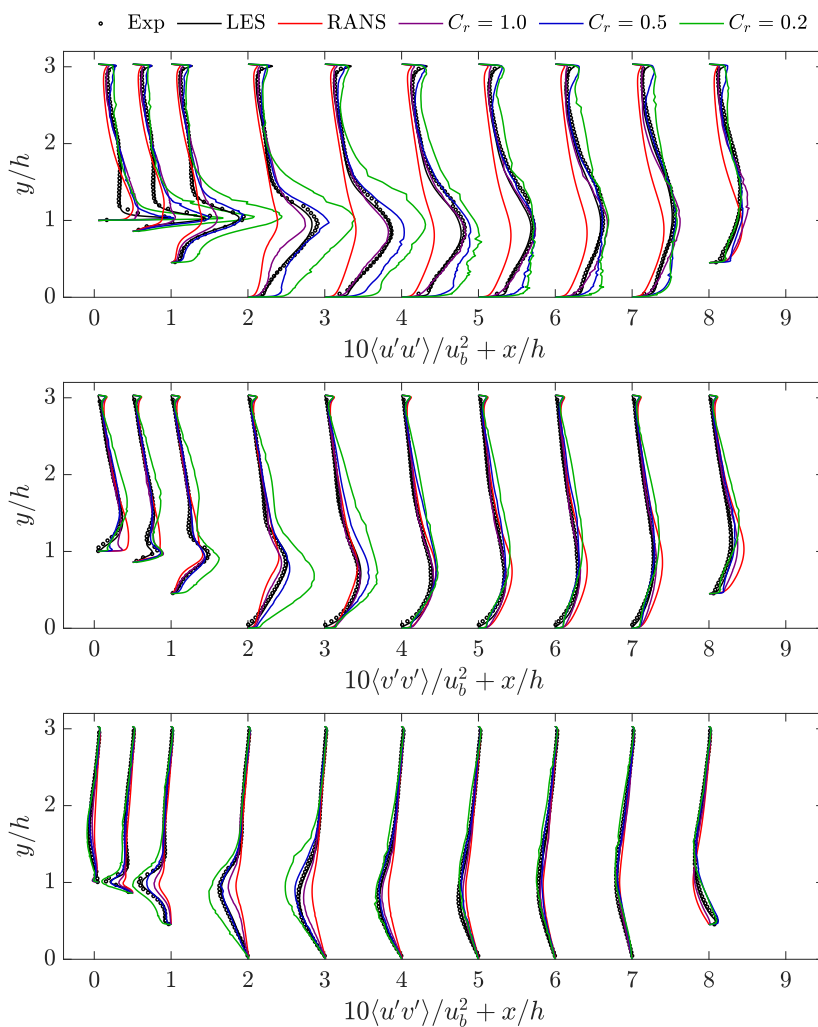 Exp LES RANS C_r = 1.0 C_r = 0.5 C_r = 0.2
3
2
1
0
y/h
0 1 2 3 4 5 6 7 8 9
10⟨u′u′⟩/u_b^2 + x/h
3
2
1
0
y/h
0 1 2 3 4 5 6 7 8 9
10⟨v′v′⟩/u_b^2 + x/h
3
2
1
0
y/h
0 1 2 3 4 5 6 7 8 9
10⟨u′v′⟩/u_b^2 + x/h